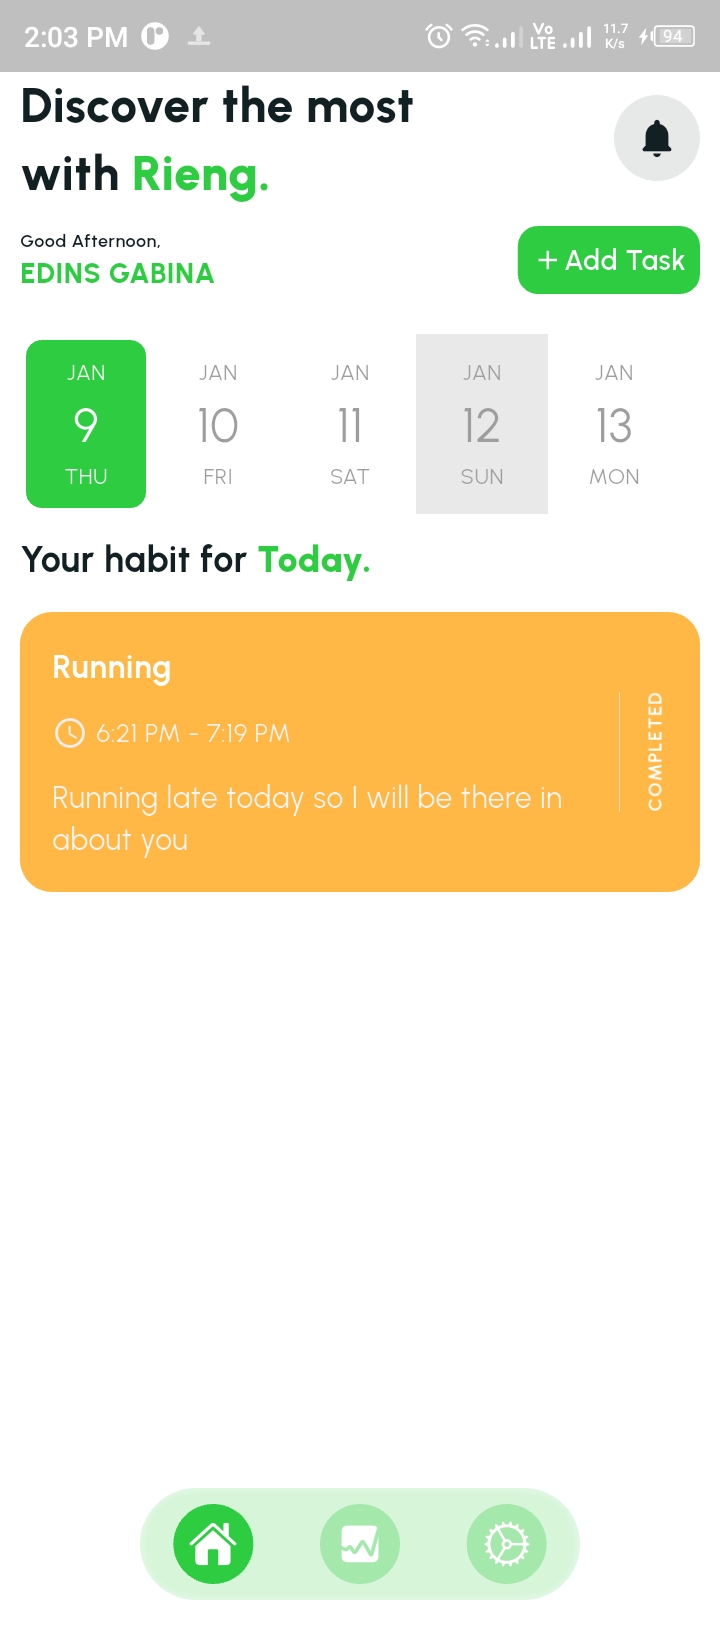 2:03 PM
Vo
LTE
11.7
K/s
94
Discover the most
with Rieng.
Good Afternoon,
EDINS GABINA
+ Add Task
JAN JAN JAN JAN JAN
9 10 11 12 13
THU FRI SAT SUN MON
Your habit for Today.
Running
6:21 PM - 7:19 PM
Running late today so I will be there in
about you
COMPLETED